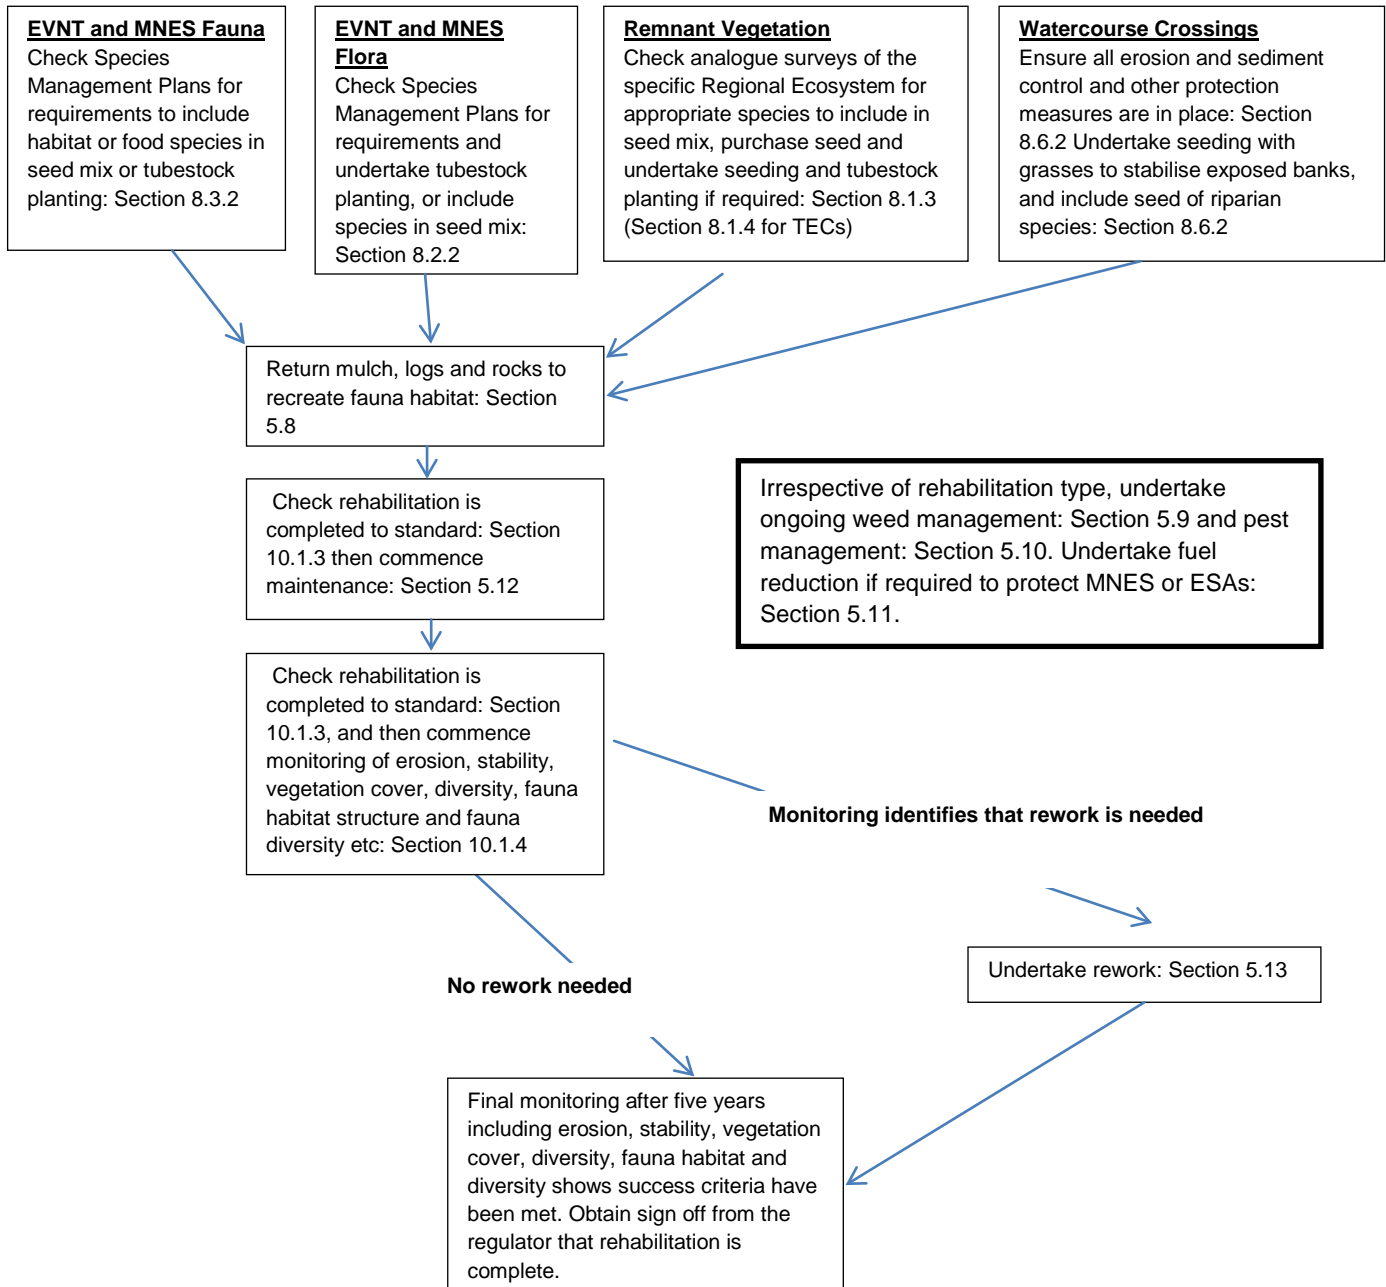 EVNT and MNES Fauna
Check Species
Management Plans for
requirements to include
habitat or food species in
seed mix or tubestock
planting: Section 8.3.2
EVNT and MNES
Flora
Check Species
Management Plans for
requirements and
undertake tubestock
planting, or include
species in seed mix:
Section 8.2.2
Remnant Vegetation
Check analogue surveys of the
specific Regional Ecosystem for
appropriate species to include in
seed mix, purchase seed and
undertake seeding and tubestock
planting if required: Section 8.1.3
(Section 8.1.4 for TECs)
Watercourse Crossings
Ensure all erosion and sediment
control and other protection
measures are in place: Section
8.6.2 Undertake seeding with
grasses to stabilise exposed banks,
and include seed of riparian
species: Section 8.6.2
Return mulch, logs and rocks to
recreate fauna habitat: Section
5.8
Check rehabilitation is
completed to standard: Section
10.1.3 then commence
maintenance: Section 5.12
Irrespective of rehabilitation type, undertake
ongoing weed management: Section 5.9 and pest
management: Section 5.10. Undertake fuel
reduction if required to protect MNES or ESAs:
Section 5.11.
Check rehabilitation is
completed to standard: Section
10.1.3, and then commence
monitoring of erosion, stability,
vegetation cover, diversity, fauna
habitat structure and fauna
diversity etc: Section 10.1.4
Monitoring identifies that rework is needed
Undertake rework: Section 5.13
No rework needed
Final monitoring after five years
including erosion, stability, vegetation
cover, diversity, fauna habitat and
diversity shows success criteria have
been met. Obtain sign off from the
regulator that rehabilitation is
complete.